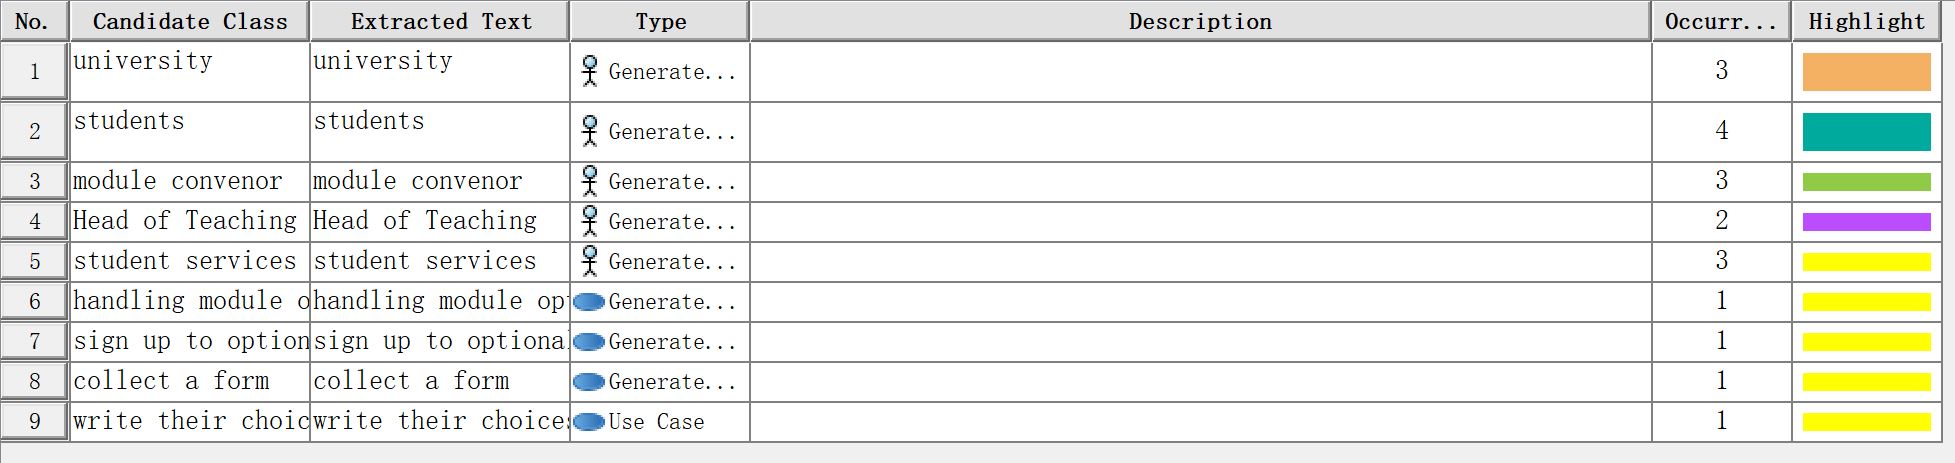 No. Candidate Class Extracted Text Type Description Occurr... Highlight
1 university university Generate... 3
2 students students Generate... 4
3 module convenor module convenor Generate... 3
4 Head of Teaching Head of Teaching Generate... 2
5 student services student services Generate... 3
6 handling module o handling module op Generate... 1
7 sign up to option sign up to optional Generate... 1
8 collect a form collect a form Generate... 1
9 write their choic write their choices Use Case 1